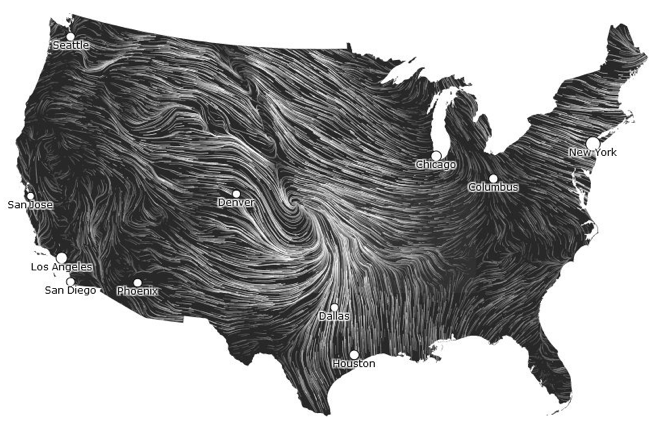 Seattle
Chicago
New York
Columbus
Denver
San Jose
Los Angeles
San Diego
Phoenix
Dallas
Houston